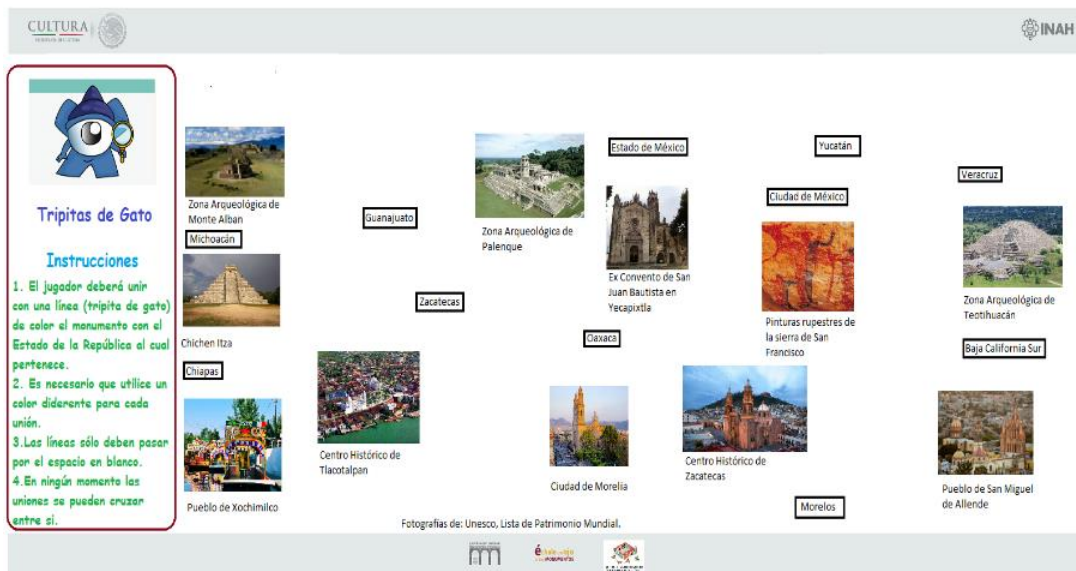 CULTURA
INAH
Tripitas de Gato
Instrucciones
1. El jugador deberá unir
con una línea (tripita de gato)
de color el monumento con el
Estado de la República al cual
pertenece.
2. Es necesario que utilice un
color diderente para cada
unión.
3.Las líneas sólo deben pasar
por el espacio en blanco.
4.En ningún momento las
uniones se pueden cruzar
entre si.
Zona Arqueológica de
Monte Alban
Michoacán
Chichen Itza
Chiapas
Pueblo de Xochimilco
Guanajuato
Zacatecas
Centro Histórico de
Tlacotalpan
Zona Arqueológica de
Palenque
Estado de México
Ex Convento de San
Juan Bautista en
Yecapixtla
Oaxaca
Ciudad de Morelia
Yucatán
Ciudad de México
Pinturas rupestres de
la sierra de San
Francisco
Centro Histórico de
Zacatecas
Morelos
Veracruz
Zona Arqueológica de
Teotihuacán
Baja California Sur
Pueblo de San Miguel
de Allende
Fotografías de: Unesco, Lista de Patrimonio Mundial.